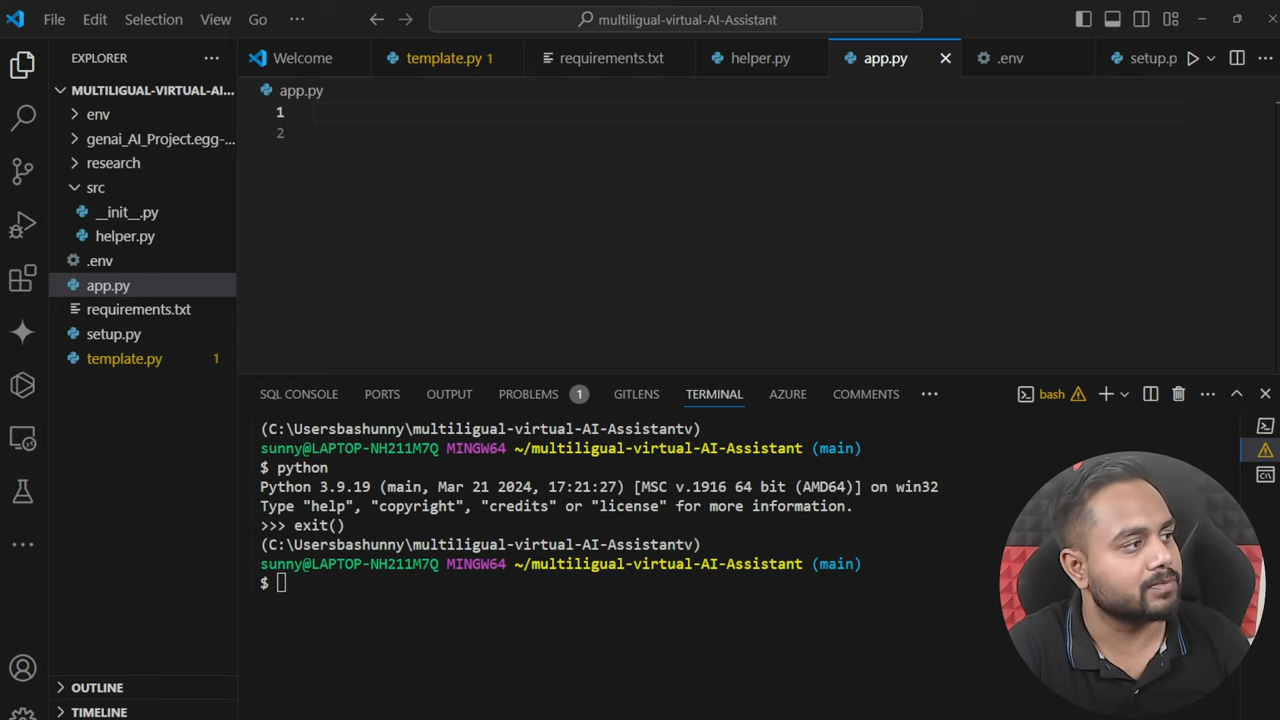 File Edit Selection View Go ··· multiligual-virtual-AI-Assistant
EXPLORER ···
Welcome template.py 1 requirements.txt helper.py app.py .env setup.p
MULTILIGUAL-VIRTUAL-AI-...
app.py
env
genai_AI_Project.egg-...
research
src
__init__.py
helper.py
.env
app.py
requirements.txt
setup.py
template.py 1
OUTLINE
TIMELINE
1
2
SQL CONSOLE PORTS OUTPUT PROBLEMS 1 GITLENS TERMINAL AZURE COMMENTS ··· bash
(C:\Usersbashunny\multiligual-virtual-AI-Assistantv)
sunny@LAPTOP-NH211M7Q MINGW64 ~/multiligual-virtual-AI-Assistant (main)
$ python
Python 3.9.19 (main, Mar 21 2024, 17:21:27) [MSC v.1916 64 bit (AMD64)] on win32
Type "help", "copyright", "credits" or "license" for more information.
>>> exit()
(C:\Usersbashunny\multiligual-virtual-AI-Assistantv)
sunny@LAPTOP-NH211M7Q MINGW64 ~/multiligual-virtual-AI-Assistant (main)
$